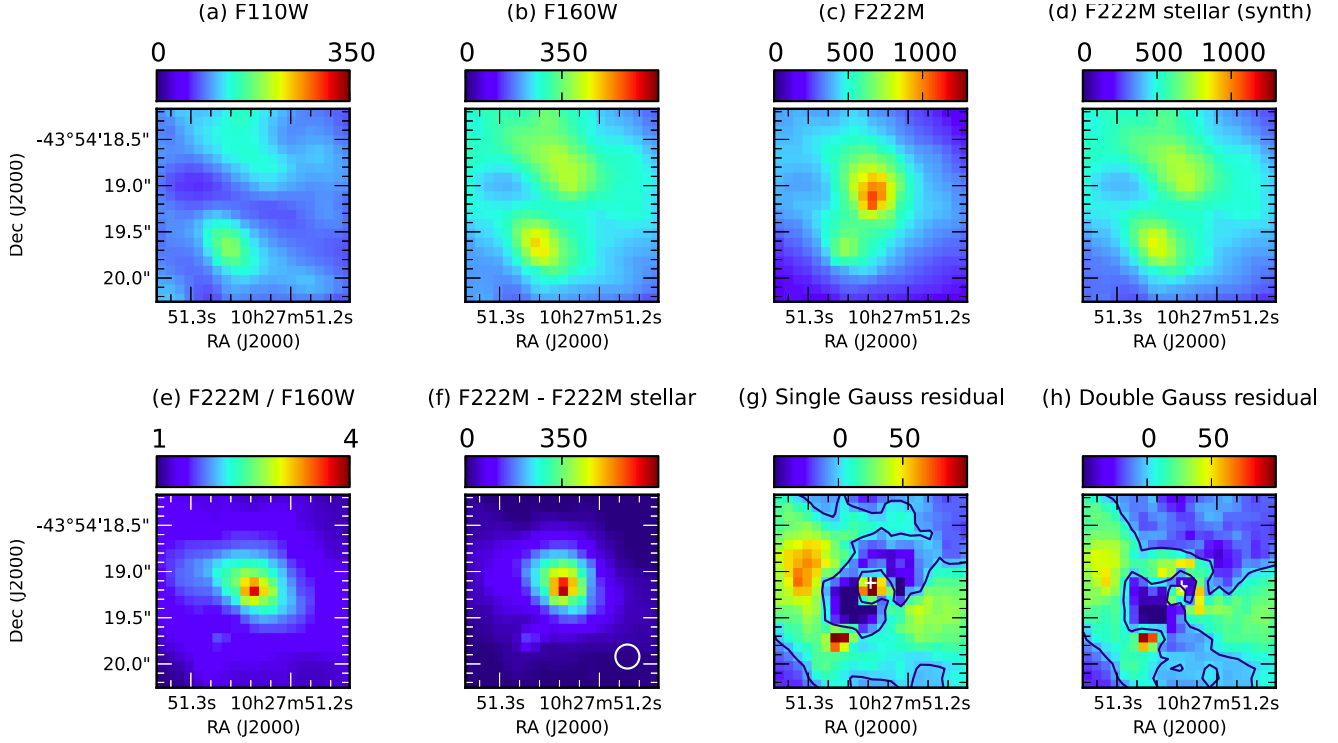 (a) F110W (b) F160W (c) F222M (d) F222M stellar (synth)
0 350 0 350 500 1000 500 1000
-43°54'18.5"
19.0"
Dec (J2000)
19.5"
20.0"
51.3s 10h27m51.2s 51.3s 10h27m51.2s 51.3s 10h27m51.2s 51.3s 10h27m51.2s
RA (J2000) RA (J2000) RA (J2000) RA (J2000)
(e) F222M / F160W (f) F222M - F222M stellar (g) Single Gauss residual (h) Double Gauss residual
1 4 0 350 0 50 0 50
-43°54'18.5"
19.0"
Dec (J2000)
19.5"
20.0"
51.3s 10h27m51.2s 51.3s 10h27m51.2s 51.3s 10h27m51.2s 51.3s 10h27m51.2s
RA (J2000) RA (J2000) RA (J2000) RA (J2000)